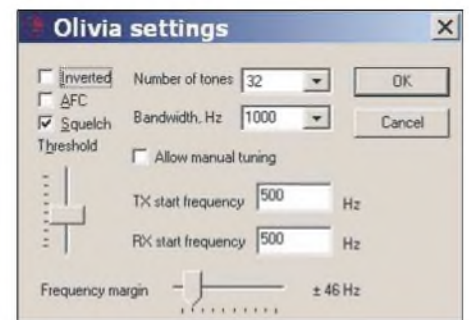 Olivia settings
Inverted
AFC
Squelch
Threshold
Number of tones 32
Bandwidth, Hz 1000
OK
Cancel
Allow manual tuning
TX start frequency 500 Hz
RX start frequency 500 Hz
Frequency margin ± 46 Hz